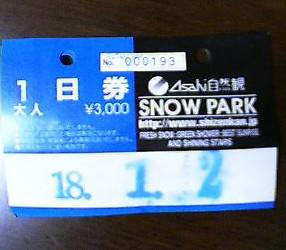 No. 000193
1日券
大人 ¥3,000
Asahi自然観
SNOW PARK
http://www.shizenkan.jp
FRESH SNOW, GREEN SHOWER, BEST SUNRISE
AND SHINING STARS
18. 1. 2